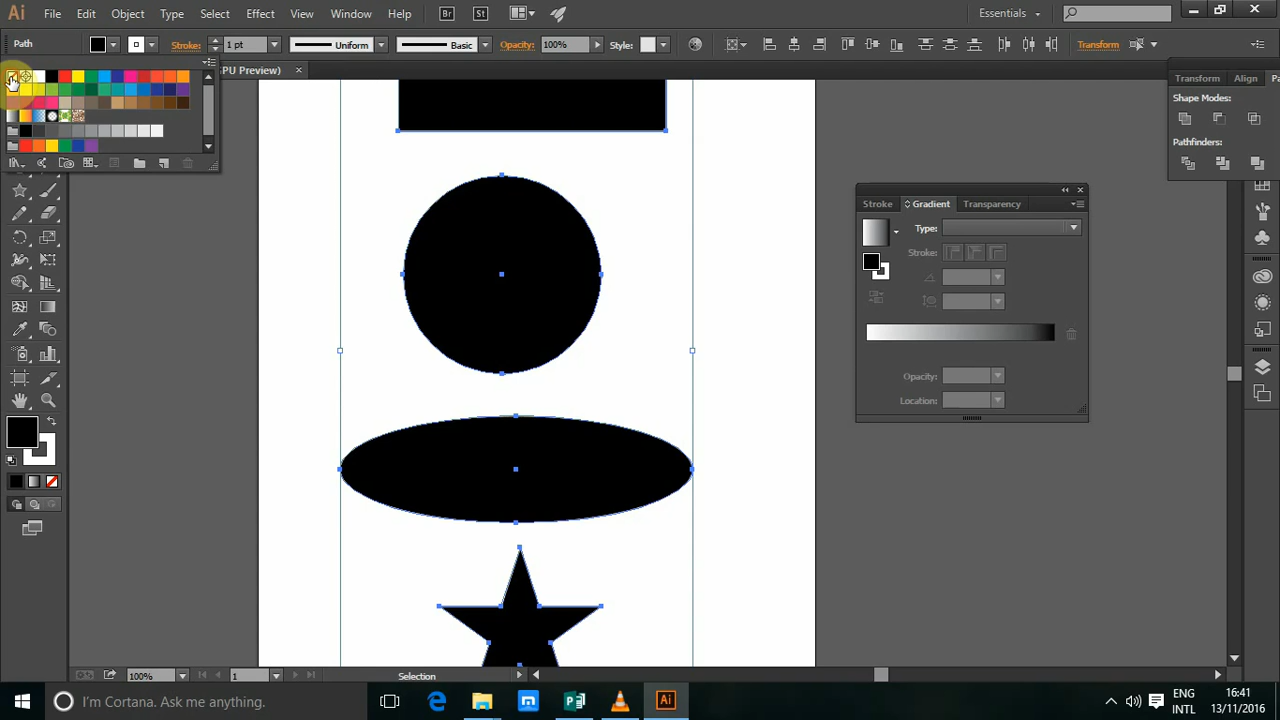 Ai File Edit Object Type Select Effect View Window Help Br St Essentials
Path Stroke: 1 pt Uniform Basic Opacity: 100% Style: Transform
PU Preview) ×
Transform Align Pa
Shape Modes:
Pathfinders:
Stroke Gradient Transparency
Type:
Stroke:
Opacity:
Location:
100% 1 Selection
I'm Cortana. Ask me anything. Ai ENG INTL 16:41 13/11/2016